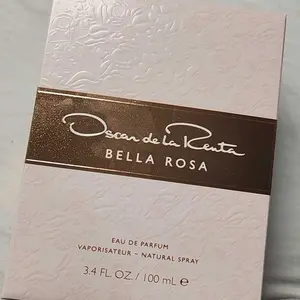 Oscar de la Renta
BELLA ROSA
EAU DE PARFUM
VAPORISATEUR - NATURAL SPRAY
3.4 FL. OZ. / 100 mL ℮